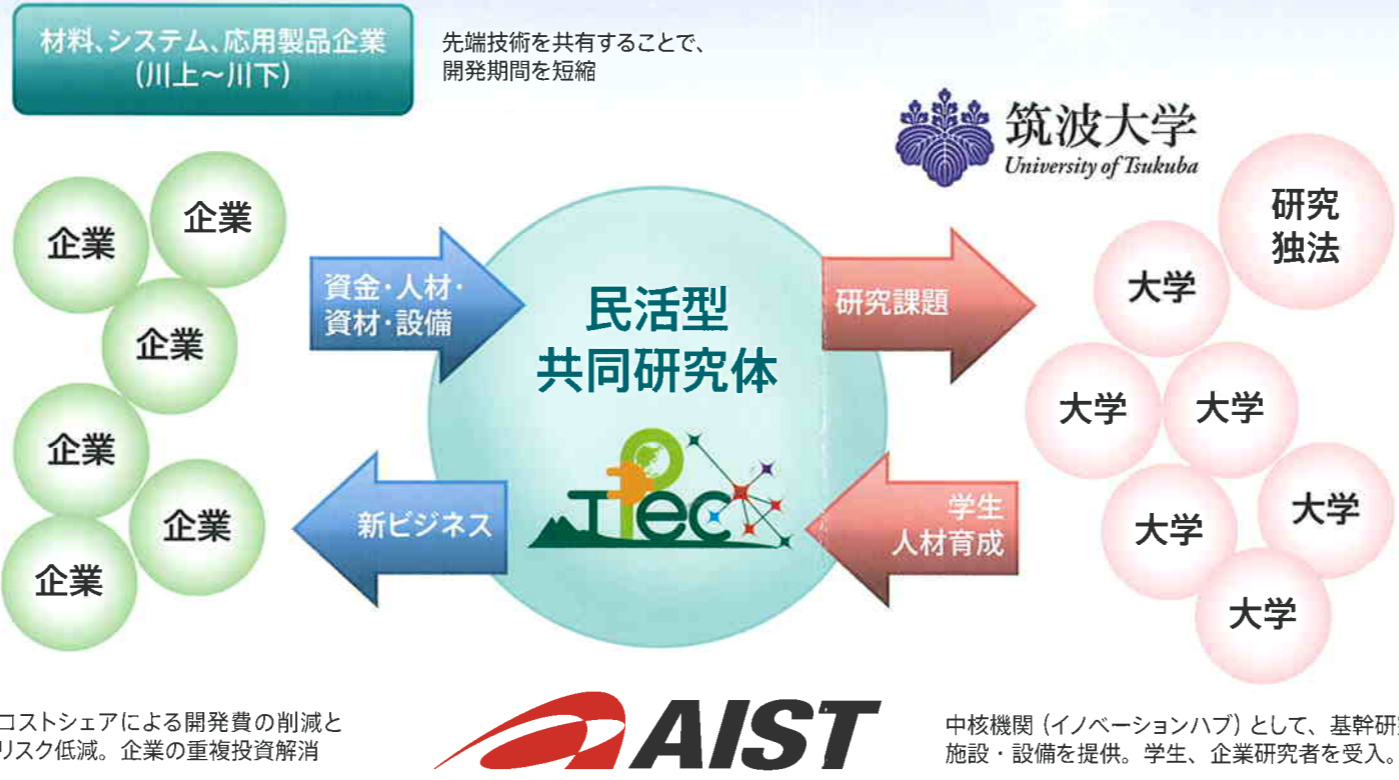 材料、システム、応用製品企業
(川上～川下)
先端技術を共有することで、
開発期間を短縮
筑波大学
University of Tsukuba
企業
企業
企業
企業
企業
企業
資金・人材・
資材・設備
新ビジネス
民活型
共同研究体
TPEC
研究課題
学生
人材育成
研究
独法
大学
大学
大学
大学
大学
大学
コストシェアによる開発費の削減と
リスク低減。企業の重複投資解消
AIST
中核機関（イノベーションハブ）として、基幹研
施設・設備を提供。学生、企業研究者を受入。